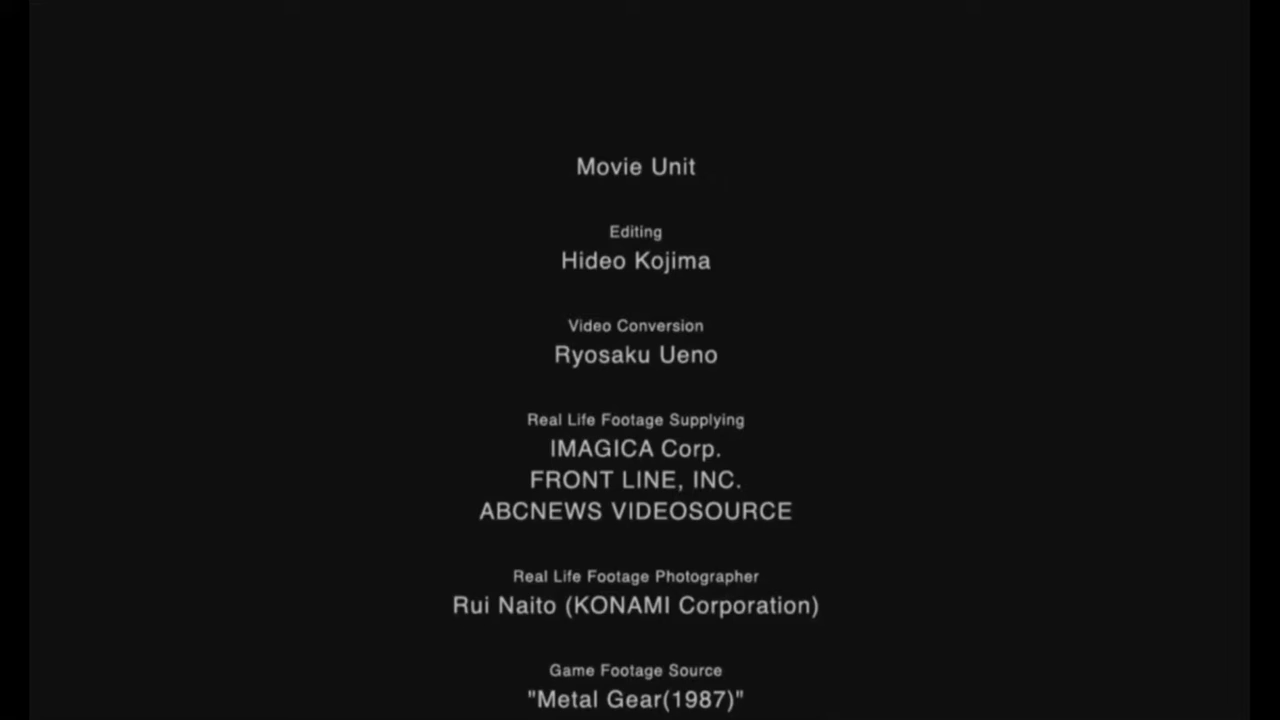 Movie Unit
Editing
Hideo Kojima
Video Conversion
Ryosaku Ueno
Real Life Footage Supplying
IMAGICA Corp.
FRONT LINE, INC.
ABCNEWS VIDEOSOURCE
Real Life Footage Photographer
Rui Naito (KONAMI Corporation)
Game Footage Source
"Metal Gear(1987)"